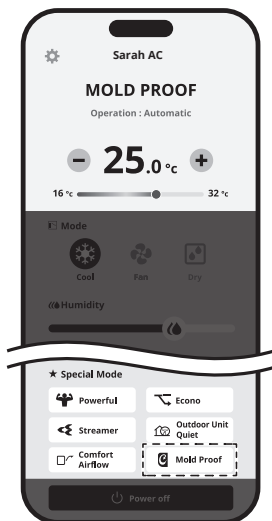 Sarah AC
MOLD PROOF
Operation : Automatic
25.0 °c
16 °c 32 °c
Mode
Cool Fan Dry
Humidity
★ Special Mode
Powerful Econo
Streamer Outdoor Unit
Quiet
Comfort
Airflow Mold Proof
Power off